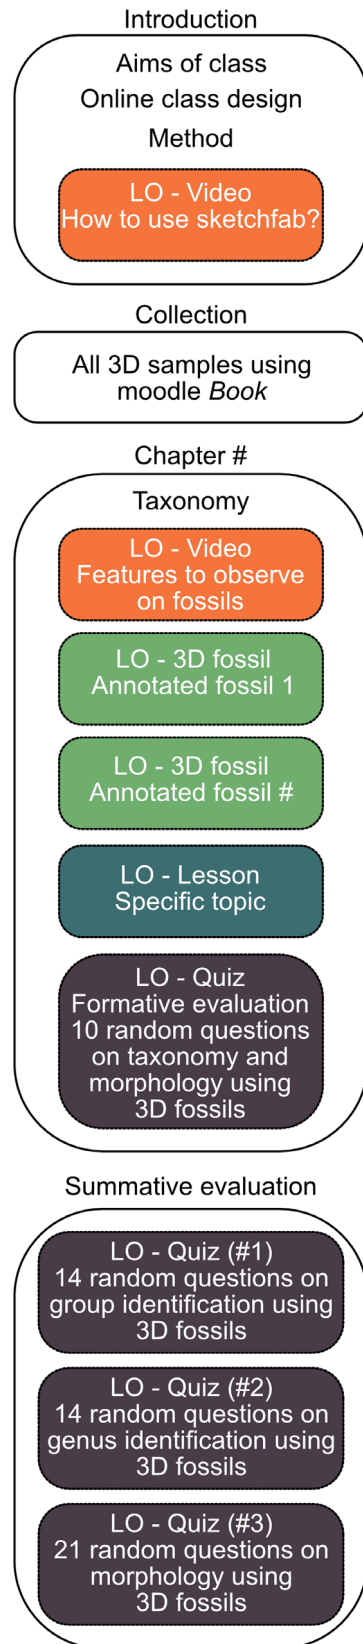 Introduction
Aims of class
Online class design
Method
LO - Video
How to use sketchfab?
Collection
All 3D samples using
moodle Book
Chapter #
Taxonomy
LO - Video
Features to observe
on fossils
LO - 3D fossil
Annotated fossil 1
LO - 3D fossil
Annotated fossil #
LO - Lesson
Specific topic
LO - Quiz
Formative evaluation
10 random questions
on taxonomy and
morphology using
3D fossils
Summative evaluation
LO - Quiz (#1)
14 random questions on
group identification using
3D fossils
LO - Quiz (#2)
14 random questions on
genus identification using
3D fossils
LO - Quiz (#3)
21 random questions on
morphology using
3D fossils